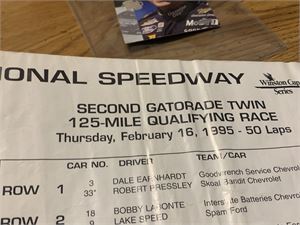 IONAL SPEEDWAY
Winston Cup
Series
SECOND GATORADE TWIN
125-MILE QUALIFYING RACE
Thursday, February 16, 1995 - 50 Laps
CAR NO. DRIVER TEAM/CAR
ROW 1 3 DALE EARNHARDT Goodwrench Service Chevrolet
33* ROBERT PRESSLEY Skoal Bandit Chevrolet
ROW 2 18 BOBBY LABONTE Interstate Batteries Chevrolet
9 LAKE SPEED Spam Ford